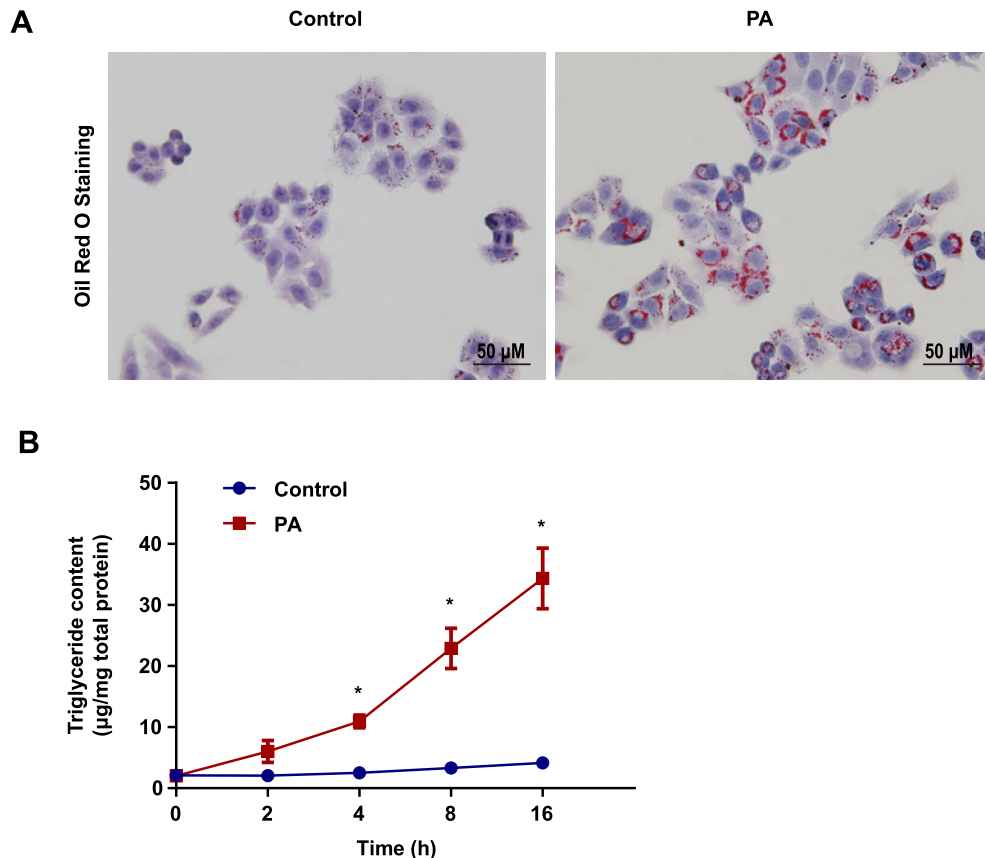 A
Control
PA
Oil Red O Staining
50 µM
50 µM
B
50
40
30
20
10
0
Triglyceride content
(µg/mg total protein)
Control
PA
*
*
*
0
2
4
8
16
Time (h)